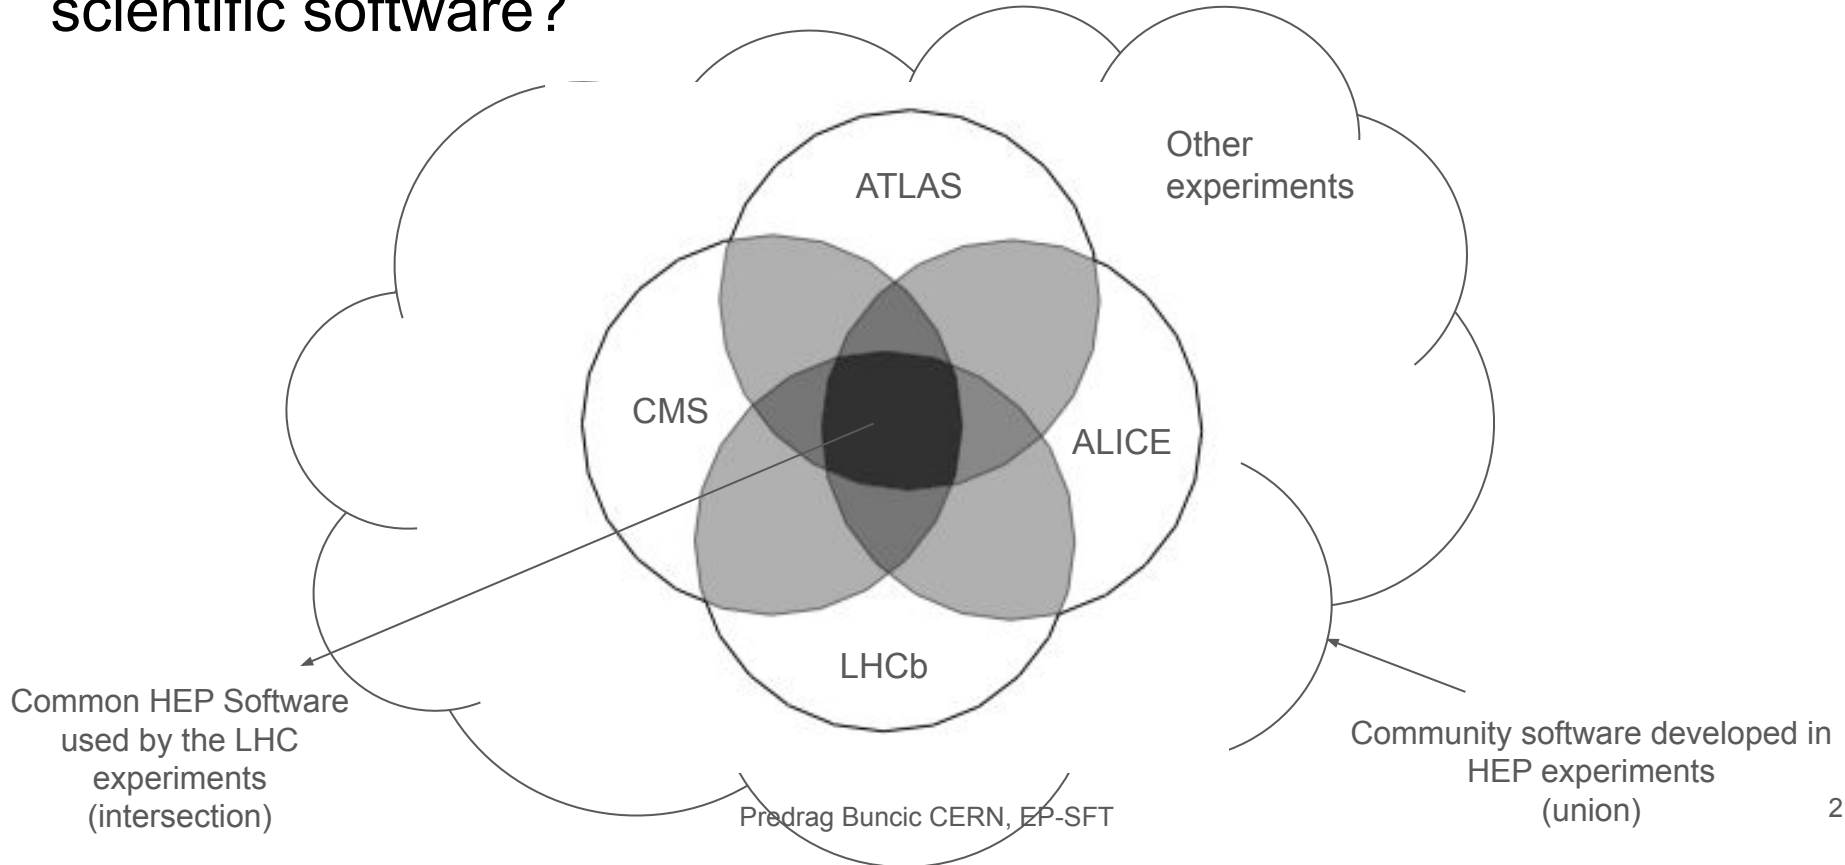 scientific software?
Other
experiments
ATLAS
CMS
ALICE
LHCb
Common HEP Software
used by the LHC
experiments
(intersection)
Community software developed in
HEP experiments
(union)
Predrag Buncic CERN, EP-SFT
2